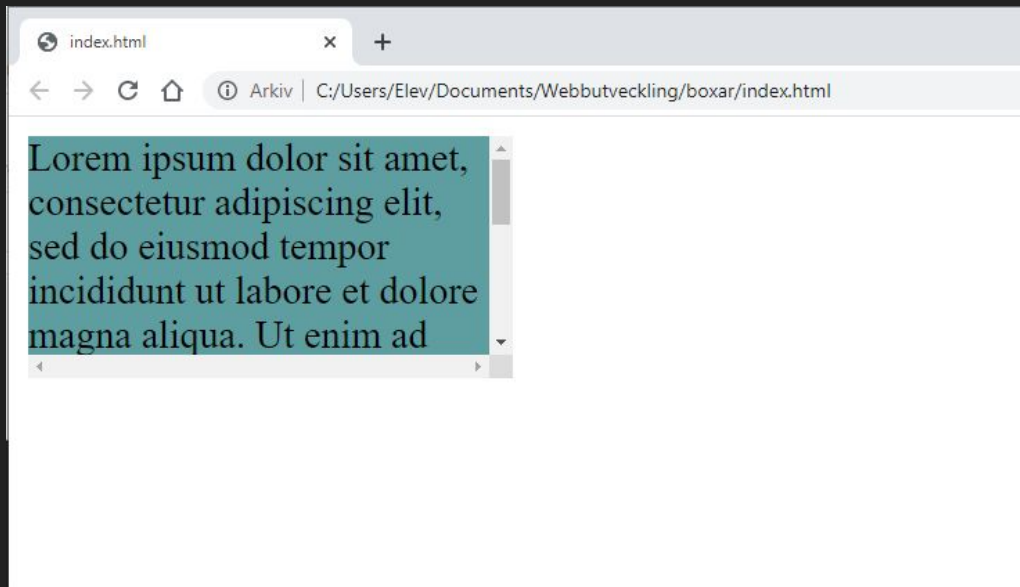 index.html
Arkiv C:/Users/Elev/Documents/Webbutveckling/boxar/index.html
Lorem ipsum dolor sit amet,
consectetur adipiscing elit,
sed do eiusmod tempor
incididunt ut labore et dolore
magna aliqua. Ut enim ad